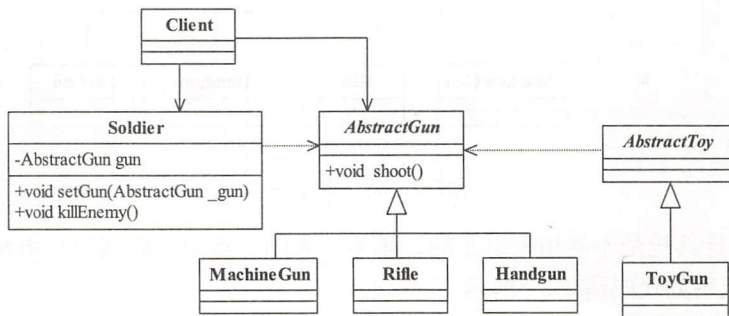 Client
Soldier
-AbstractGun gun
+void setGun(AbstractGun _gun)
+void killEnemy()
AbstractGun
+void shoot()
AbstractToy
MachineGun
Rifle
Handgun
ToyGun